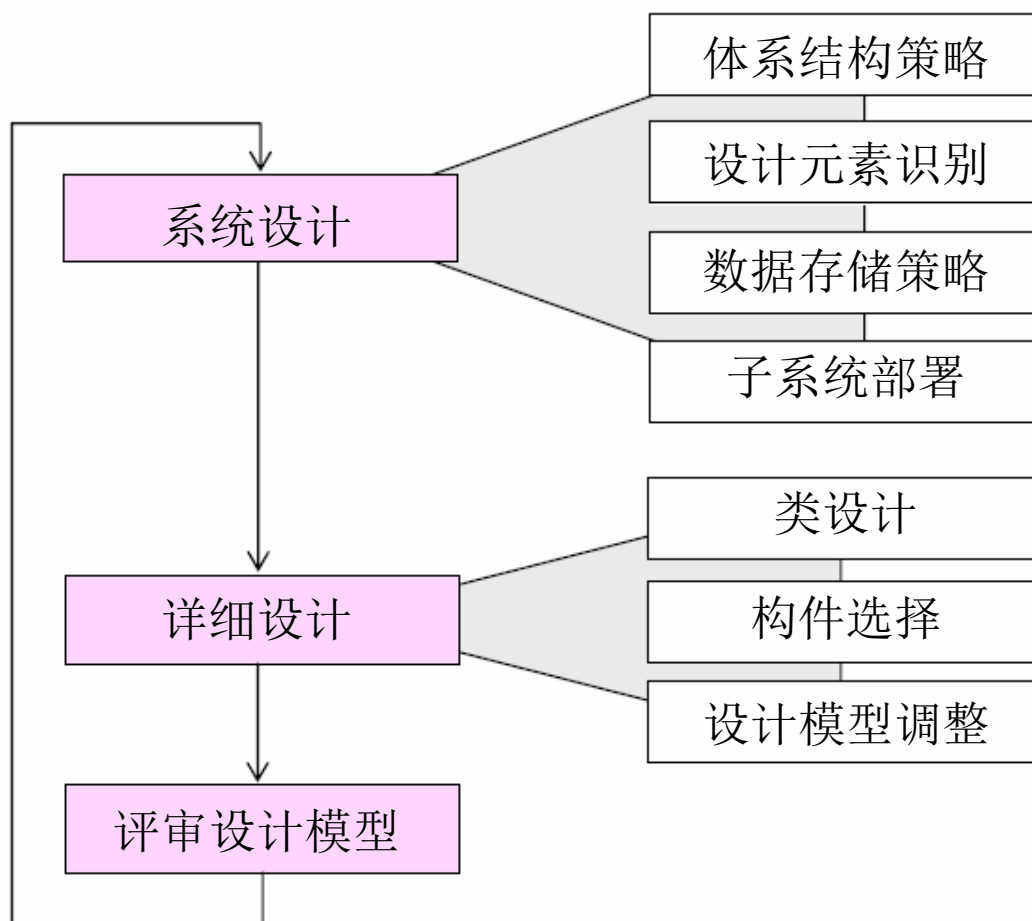 体系结构策略
设计元素识别
系统设计
数据存储策略
子系统部署
类设计
详细设计
构件选择
设计模型调整
评审设计模型